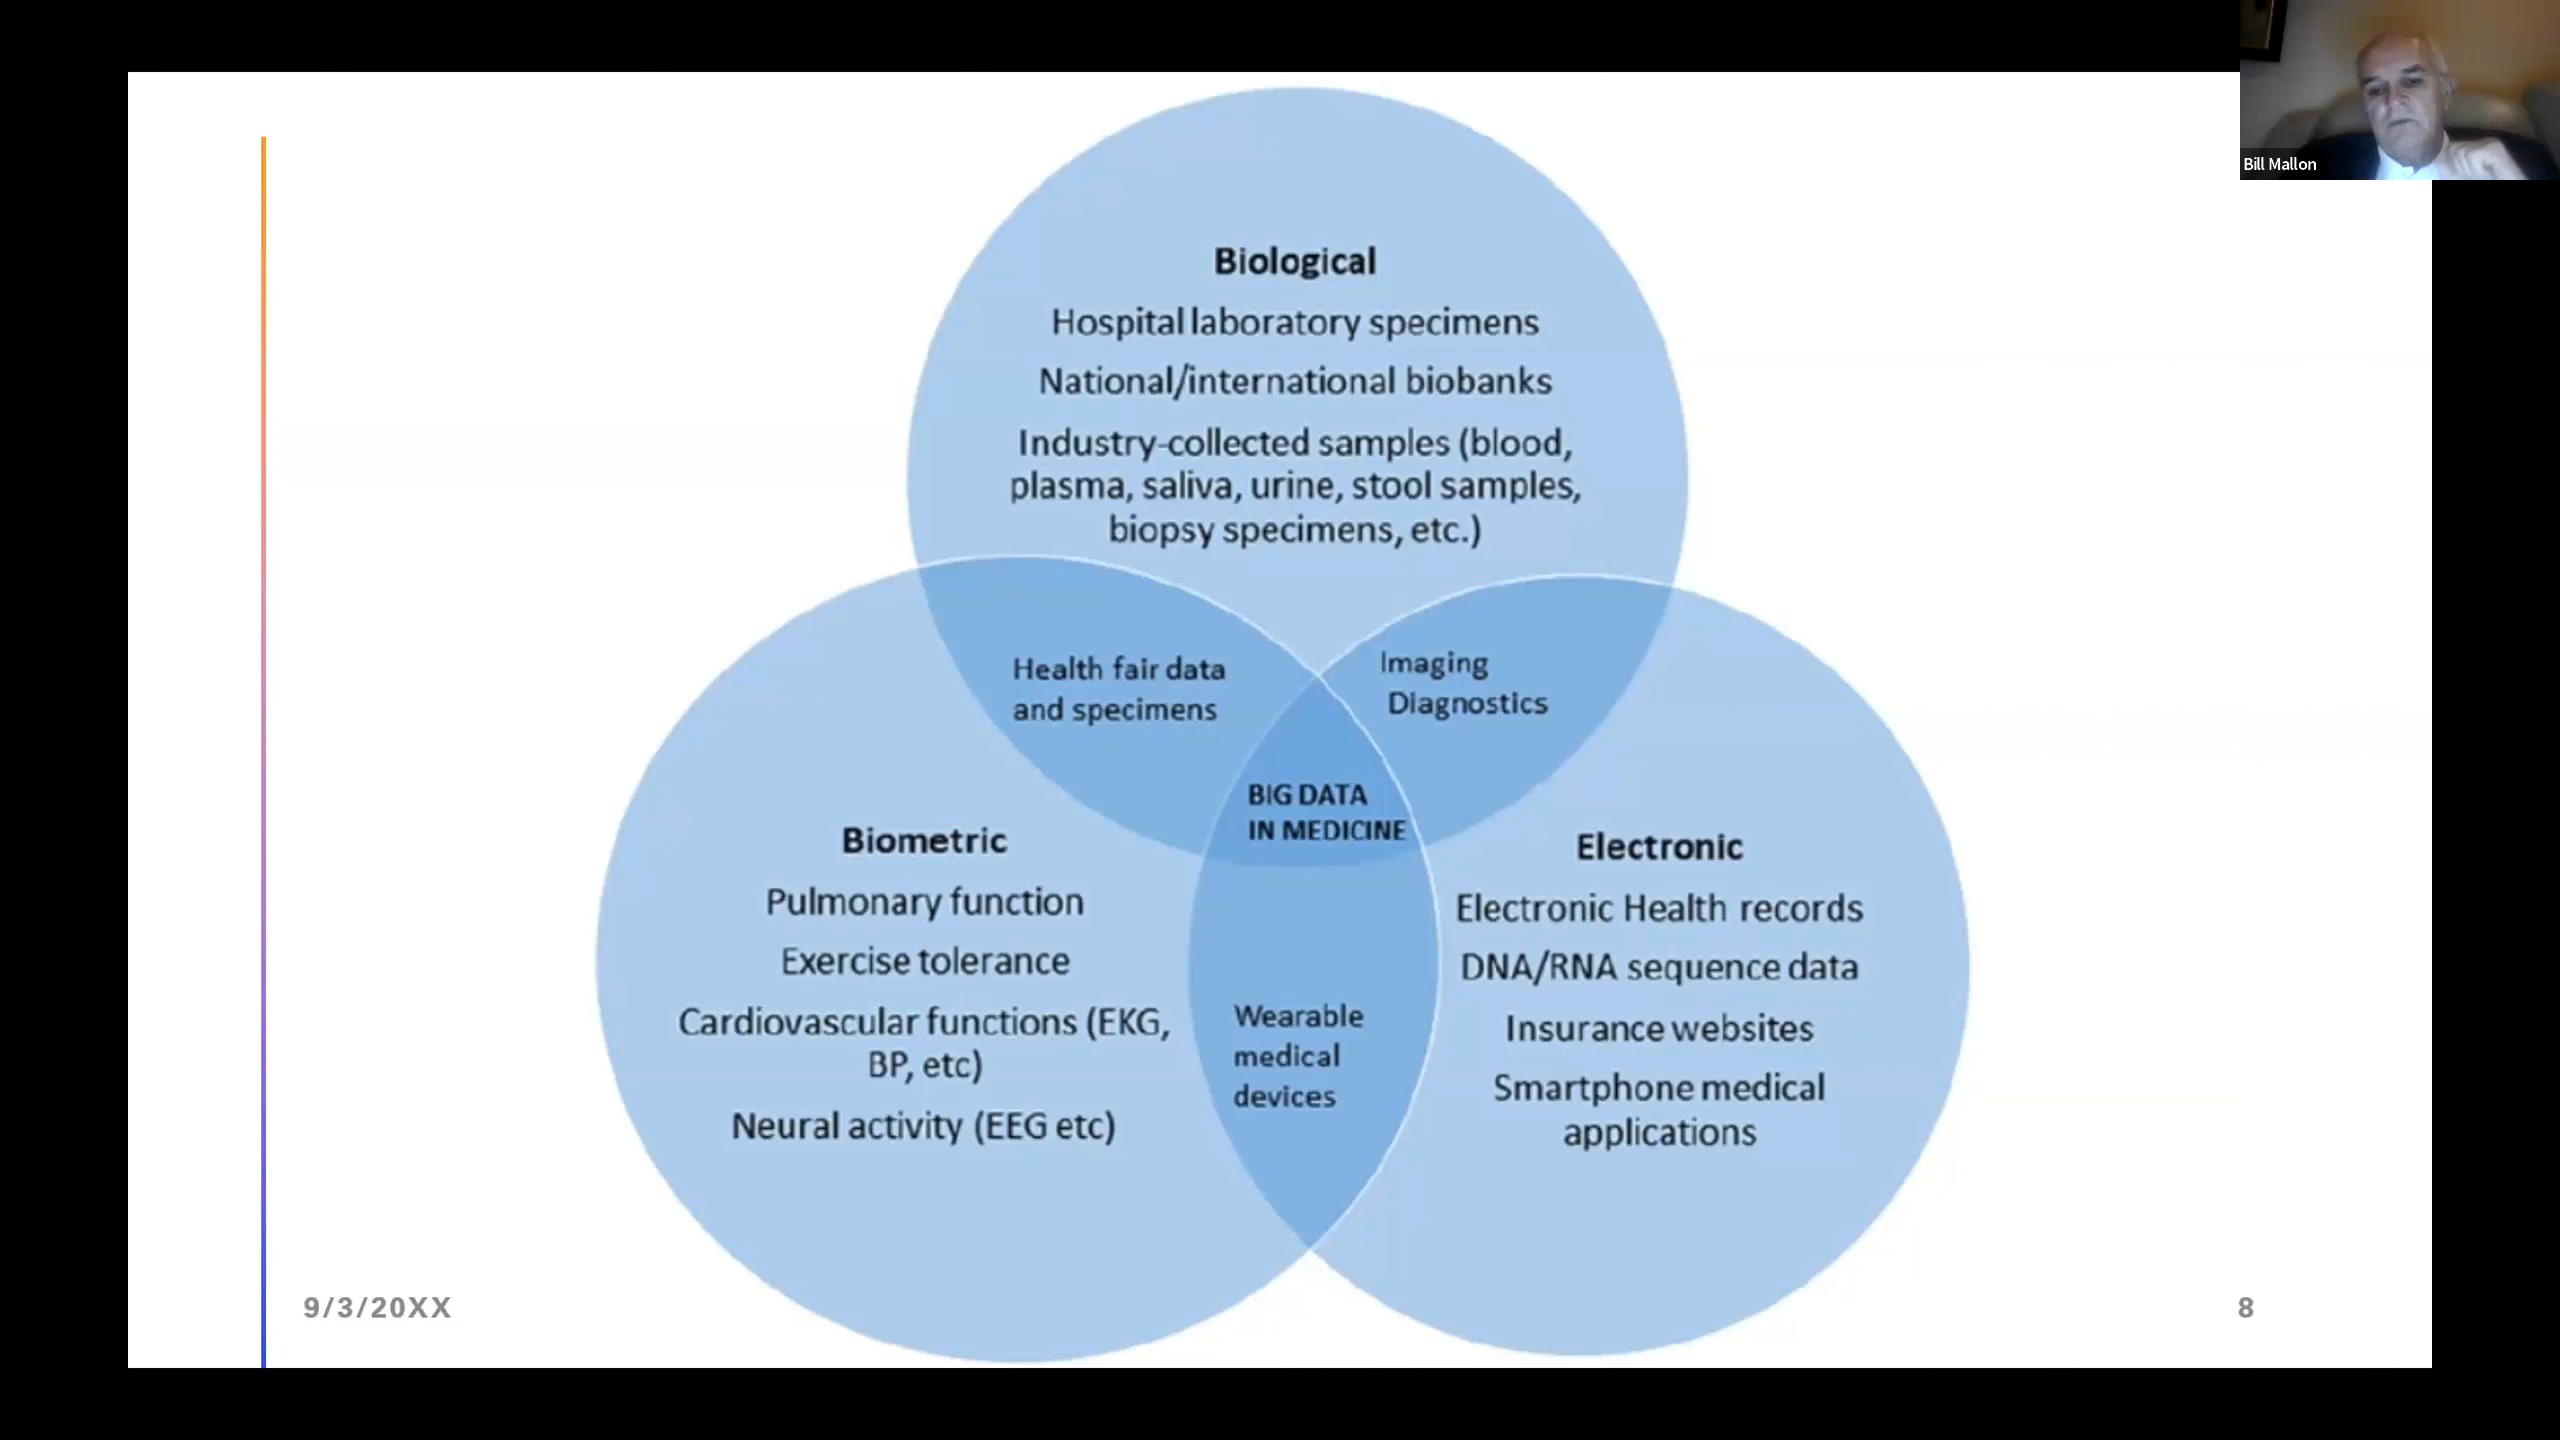 Bill Mallon
Biological
Hospital laboratory specimens
National/international biobanks
Industry-collected samples (blood,
plasma, saliva, urine, stool samples,
biopsy specimens, etc.)
Health fair data
and specimens
Imaging
Diagnostics
BIG DATA
IN MEDICINE
Biometric
Pulmonary function
Exercise tolerance
Cardiovascular functions (EKG,
BP, etc)
Neural activity (EEG etc)
Wearable
medical
devices
Electronic
Electronic Health records
DNA/RNA sequence data
Insurance websites
Smartphone medical
applications
9/3/20XX
8